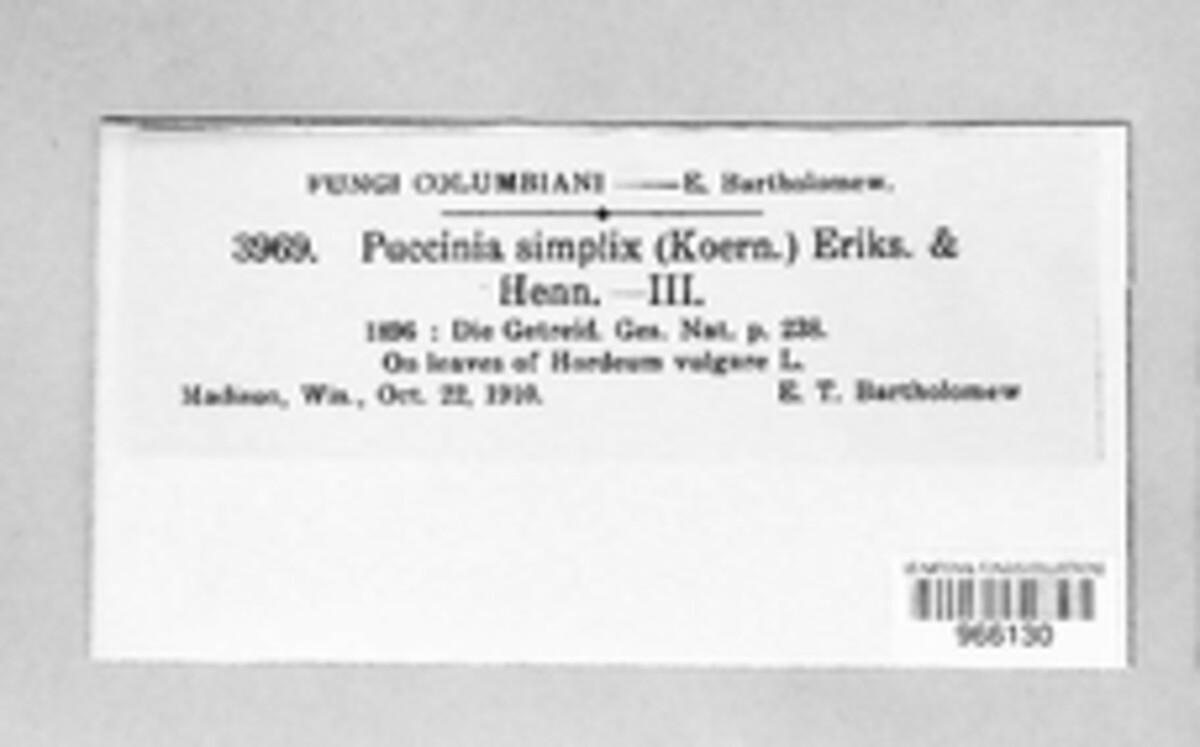 FUNGI COLUMBIANI — E. Bartholomew.
3969. Puccinia simplix (Koern.) Eriks. &
Henn. —III.
1896 : Die Getreid. Ges. Nat. p. 238.
On leaves of Hordeum vulgare L.
Madison, Wis., Oct. 22, 1910. E. T. Bartholomew
966130